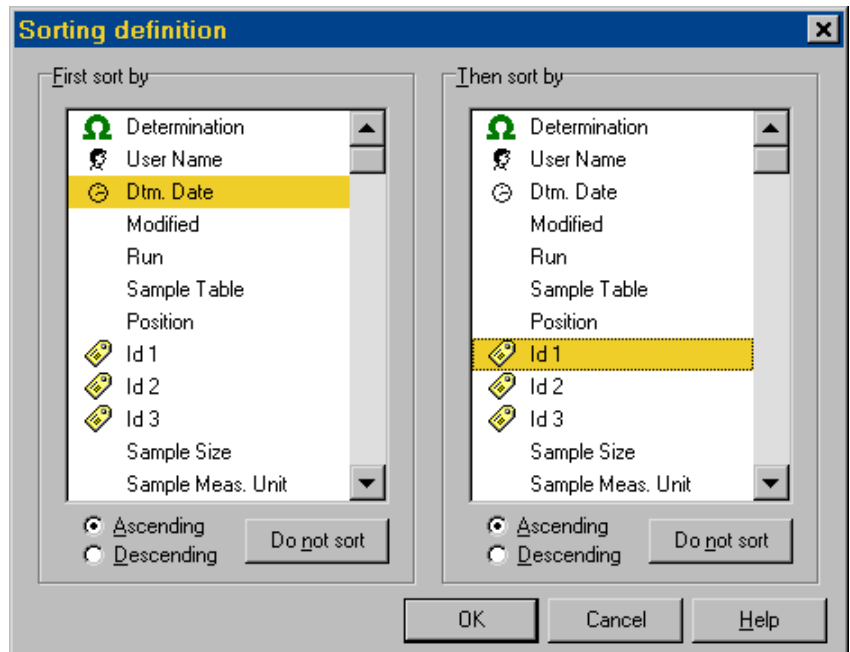 Sorting definition
First sort by
Determination
User Name
Dtm. Date
Modified
Run
Sample Table
Position
Id 1
Id 2
Id 3
Sample Size
Sample Meas. Unit
Ascending
Descending
Do not sort
Then sort by
Determination
User Name
Dtm. Date
Modified
Run
Sample Table
Position
Id 1
Id 2
Id 3
Sample Size
Sample Meas. Unit
Ascending
Descending
Do not sort
OK
Cancel
Help